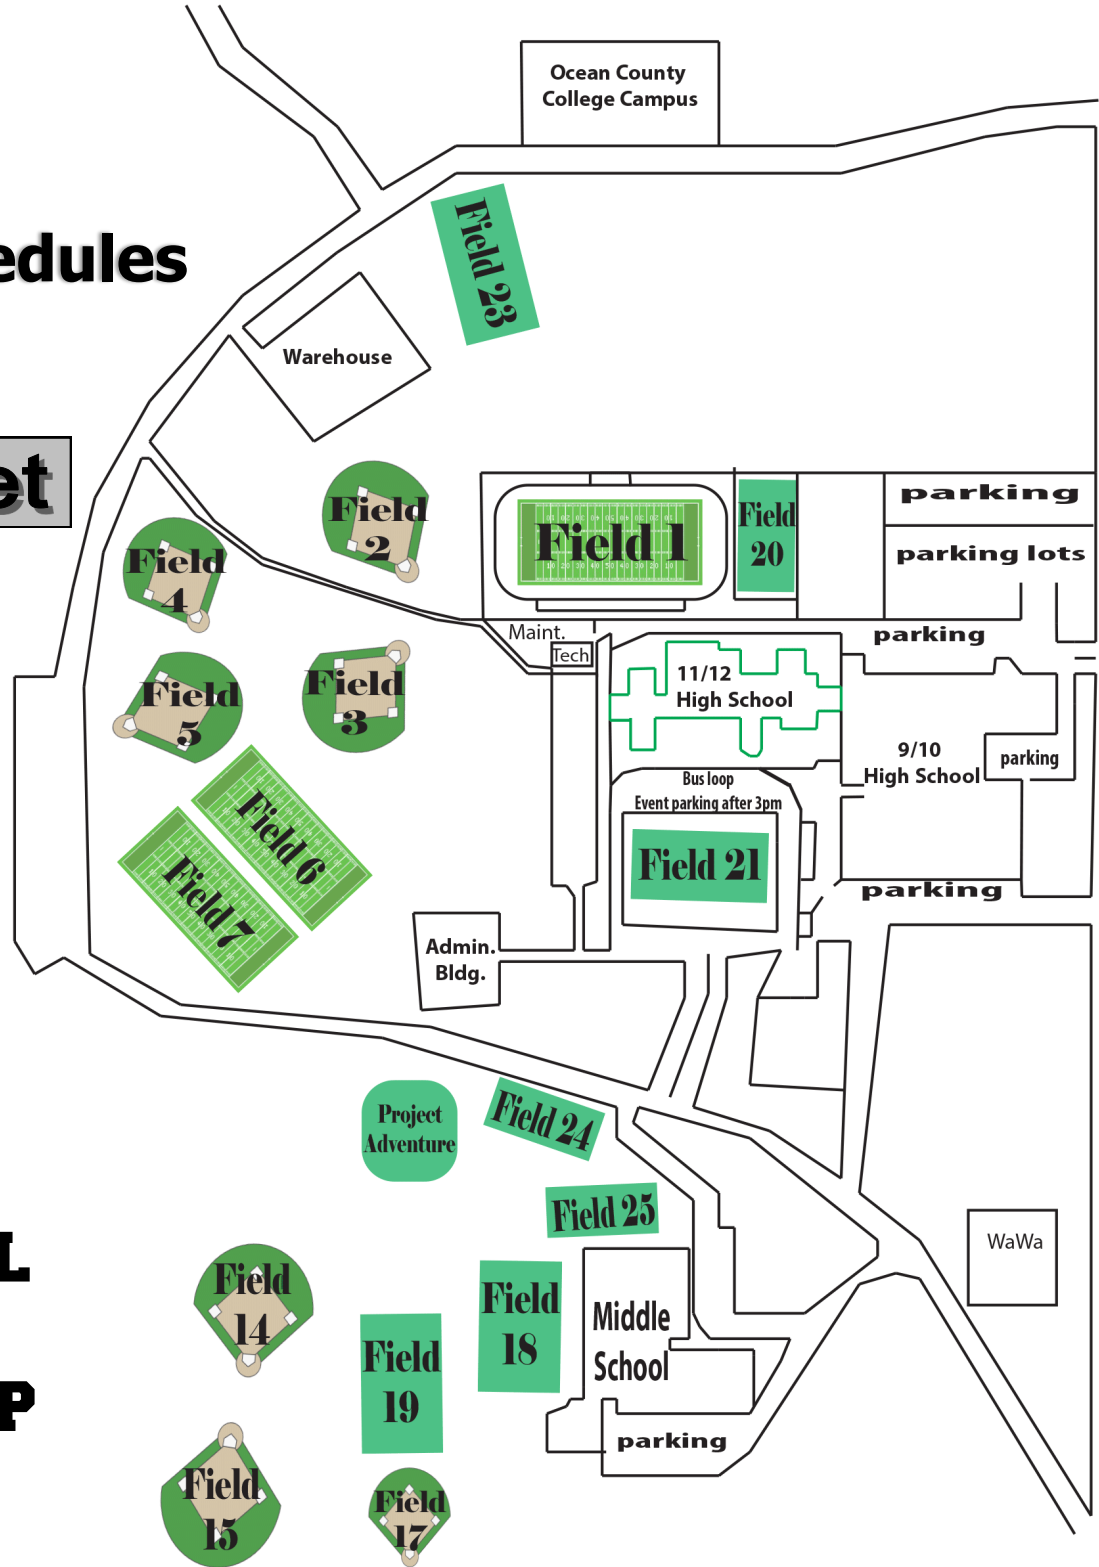 Ocean County
College Campus
Field 23
edules
Warehouse
et
Field
2
Field 1
Field
20
parking
parking lots
Field
4
parking
Maint.
Tech
11/12
High School
Field
3
Field
5
9/10
High School
parking
Bus loop
Event parking after 3pm
Field 6
Field 7
Field 21
parking
Admin.
Bldg.
Project
Adventure
Field 24
Field 25
WaWa
L
Field
14
Field
18
Middle
School
Field
19
P
parking
Field
15
Field
17